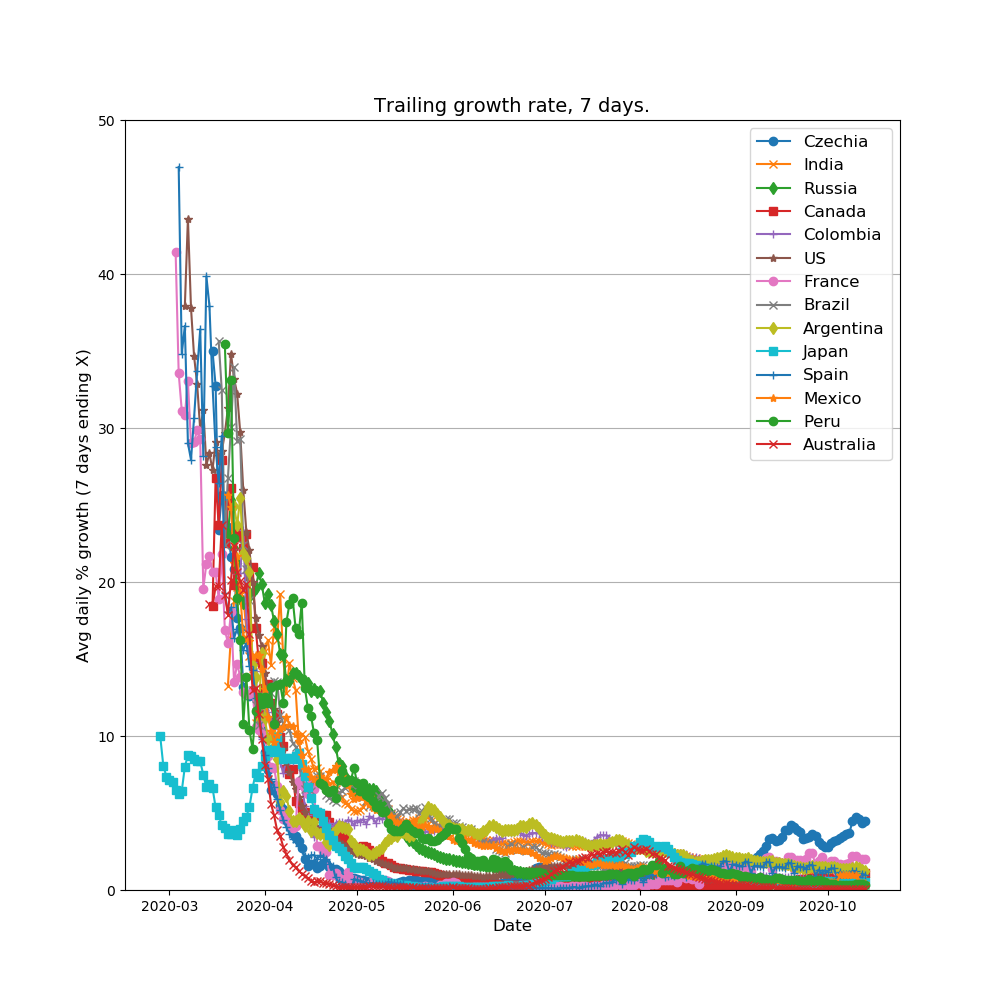 Trailing growth rate, 7 days.
50
40
30
20
10
0
Avg daily % growth (7 days ending X)
Czechia
India
Russia
Canada
Colombia
US
France
Brazil
Argentina
Japan
Spain
Mexico
Peru
Australia
2020-03 2020-04 2020-05 2020-06 2020-07 2020-08 2020-09 2020-10
Date